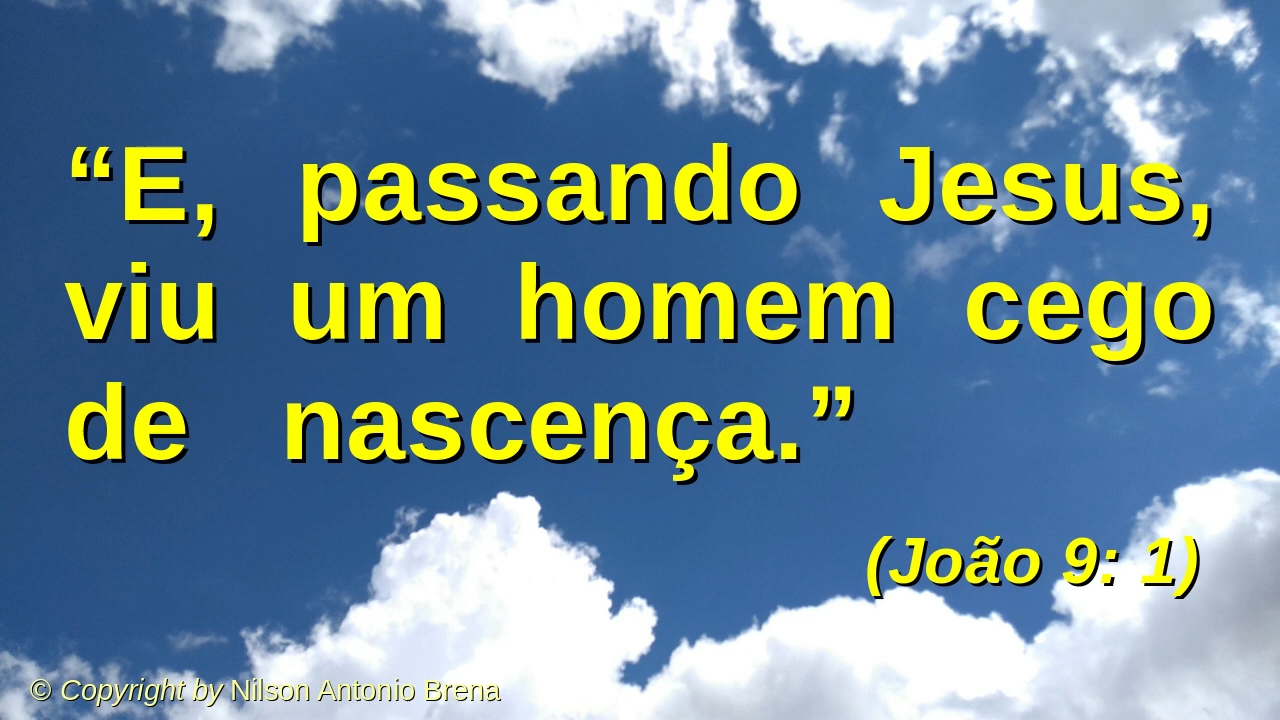 “E, passando Jesus,
viu um homem cego
de nascença.”
(João 9: 1)
© Copyright by Nilson Antonio Brena